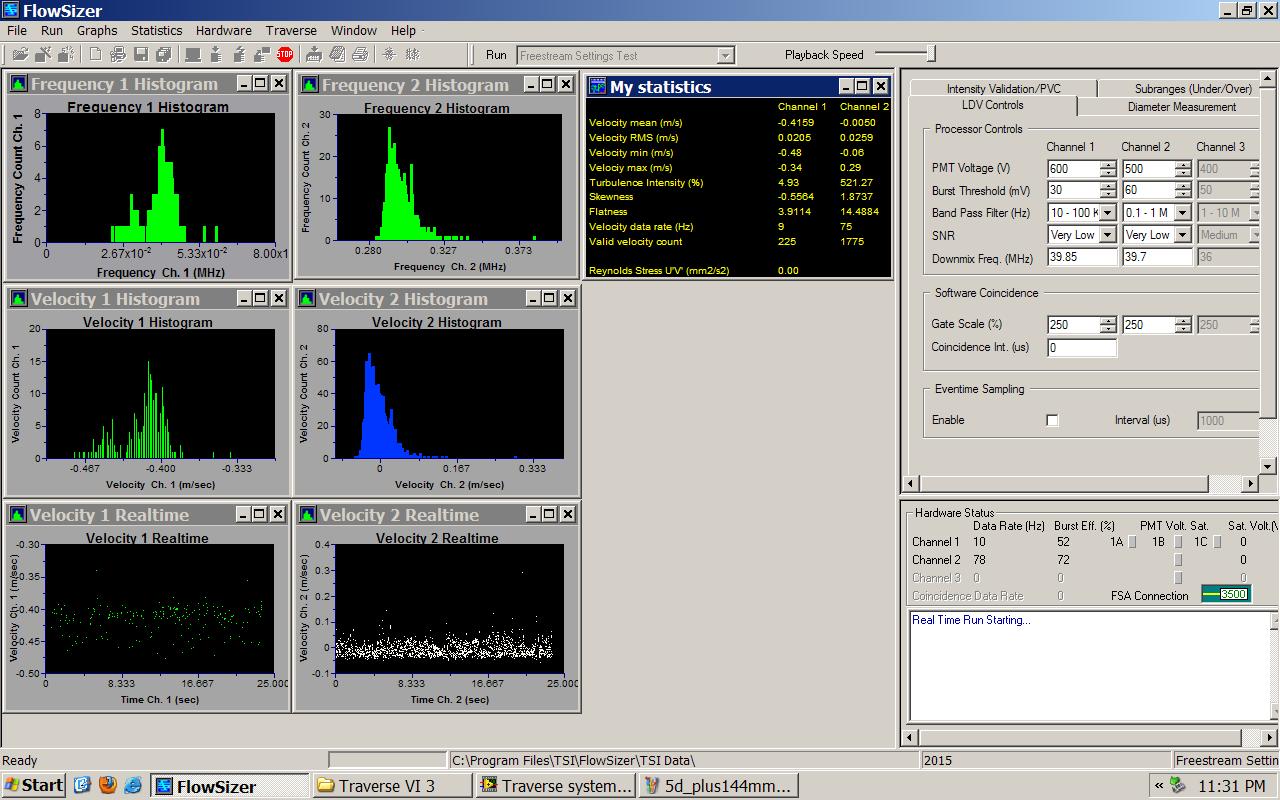 FlowSizer
File Run Graphs Statistics Hardware Traverse Window Help
STOP Run Freestream Settings Test Playback Speed
Frequency 1 Histogram
Frequency 1 Histogram
Frequency Count Ch. 1
8
6
4
2
0
0 2.67x10-2 5.33x10-2 8.00x1
Frequency Ch. 1 (MHz)
Frequency 2 Histogram
Frequency 2 Histogram
Frequency Count Ch. 2
30
20
10
0
0.280 0.327 0.373
Frequency Ch. 2 (MHz)
My statistics
Channel 1 Channel 2
Velocity mean (m/s) -0.4159 -0.0050
Velocity RMS (m/s) 0.0205 0.0259
Velocity min (m/s) -0.48 -0.06
Velociy max (m/s) -0.34 0.29
Turbulence Intensity (%) 4.93 521.27
Skewness -0.5564 1.8737
Flatness 3.9114 14.4884
Velocity data rate (Hz) 9 75
Valid velocity count 225 1775
Reynolds Stress U'V' (mm2/s2) 0.00
Velocity 1 Histogram
Velocity 1 Histogram
Velocity Count Ch. 1
20
15
10
5
0
-0.467 -0.400 -0.333
Velocity Ch. 1 (m/sec)
Velocity 2 Histogram
Velocity 2 Histogram
Velocity Count Ch. 2
80
60
40
20
0
0 0.167 0.333
Velocity Ch. 2 (m/sec)
Velocity 1 Realtime
Velocity 1 Realtime
Velocity Ch. 1 (m/sec)
-0.30
-0.35
-0.40
-0.45
-0.50
0 8.333 16.667 25.000
Time Ch. 1 (sec)
Velocity 2 Realtime
Velocity 2 Realtime
Velocity Ch. 2 (m/sec)
0.4
0.3
0.2
0.1
0
-0.1
0 8.333 16.667 25.000
Time Ch. 2 (sec)
Intensity Validation/PVC Subranges (Under/Over)
LDV Controls Diameter Measurement
Processor Controls
Channel 1 Channel 2 Channel 3
PMT Voltage (V) 600 500 400
Burst Threshold (mV) 30 60 50
Band Pass Filter (Hz) 10 - 100 K 0.1 - 1 M 1 - 10 M
SNR Very Low Very Low Medium
Downmix Freq. (MHz) 39.85 39.7 36
Software Coincidence
Gate Scale (%) 250 250 250
Coincidence Int. (us) 0
Eventime Sampling
Enable Interval (us) 1000
Hardware Status
Data Rate (Hz) Burst Eff. (%) PMT Volt. Sat. Sat. Volt.(\
Channel 1 10 52 1A 1B 1C 0
Channel 2 78 72 0
Channel 3 0 0 0
Coincidence Data Rate 0 FSA Connection 3500
Real Time Run Starting...
Ready C:\Program Files\TSI\FlowSizer\TSI Data\ 2015 Freestream Settin
Start FlowSizer Traverse VI 3 Traverse system... 5d_plus144mm... « 11:31 PM